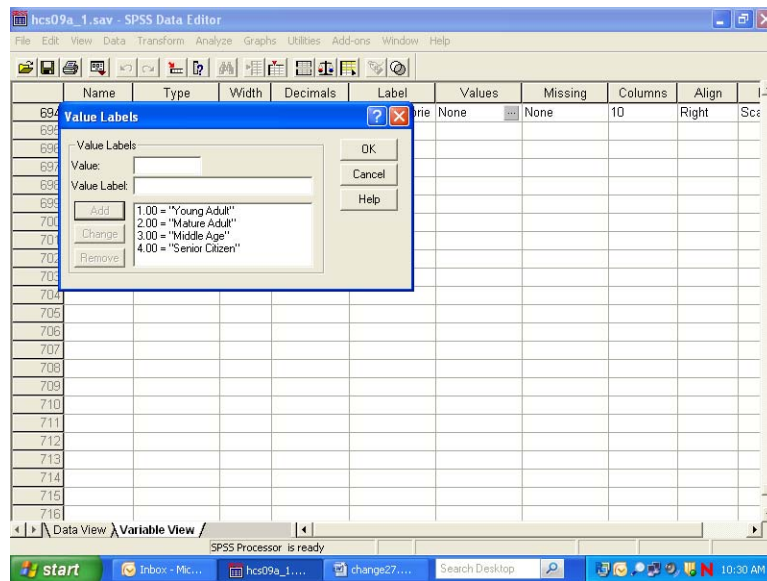 hcs09a_1.sav - SPSS Data Editor
File Edit View Data Transform Analyze Graphs Utilities Add-ons Window Help
Name Type Width Decimals Label Values Missing Columns Align
694 None None 10 Right Sca
Value Labels
Value Labels
Value:
Value Label:
OK
Cancel
Help
Add
Change
Remove
1.00 = "Young Adult"
2.00 = "Mature Adult"
3.00 = "Middle Age"
4.00 = "Senior Citizen"
695
696
697
698
699
700
701
702
703
704
705
706
707
708
709
710
711
712
713
714
715
716
Data View Variable View
SPSS Processor is ready
start Inbox - Mic... hcs09a_1.... change27.... Search Desktop 10:30 AM